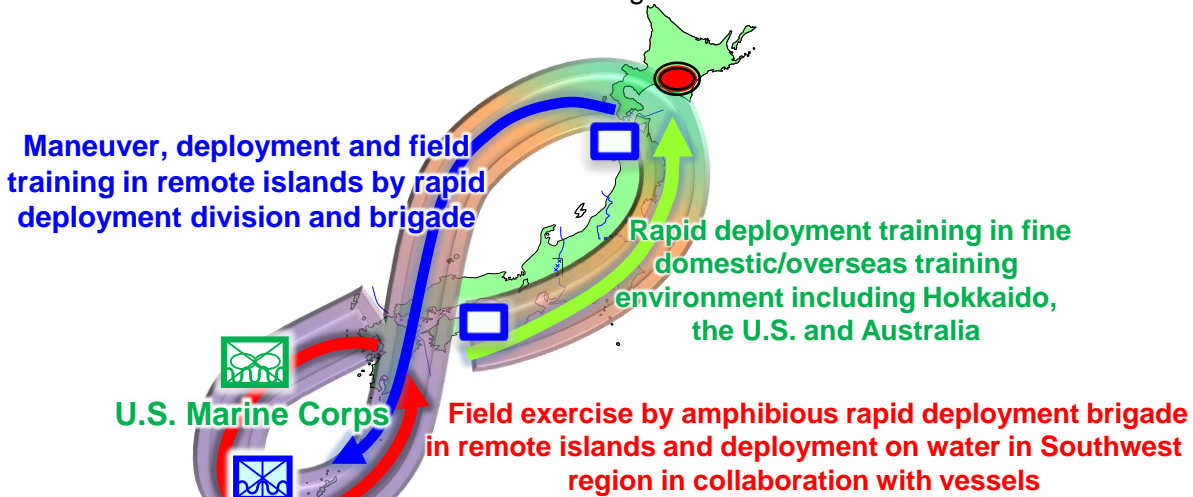 Maneuver, deployment and field
training in remote islands by rapid
deployment division and brigade
Rapid deployment training in fine
domestic/overseas training
environment including Hokkaido,
the U.S. and Australia
U.S. Marine Corps
Field exercise by amphibious rapid deployment brigade
in remote islands and deployment on water in Southwest
region in collaboration with vessels